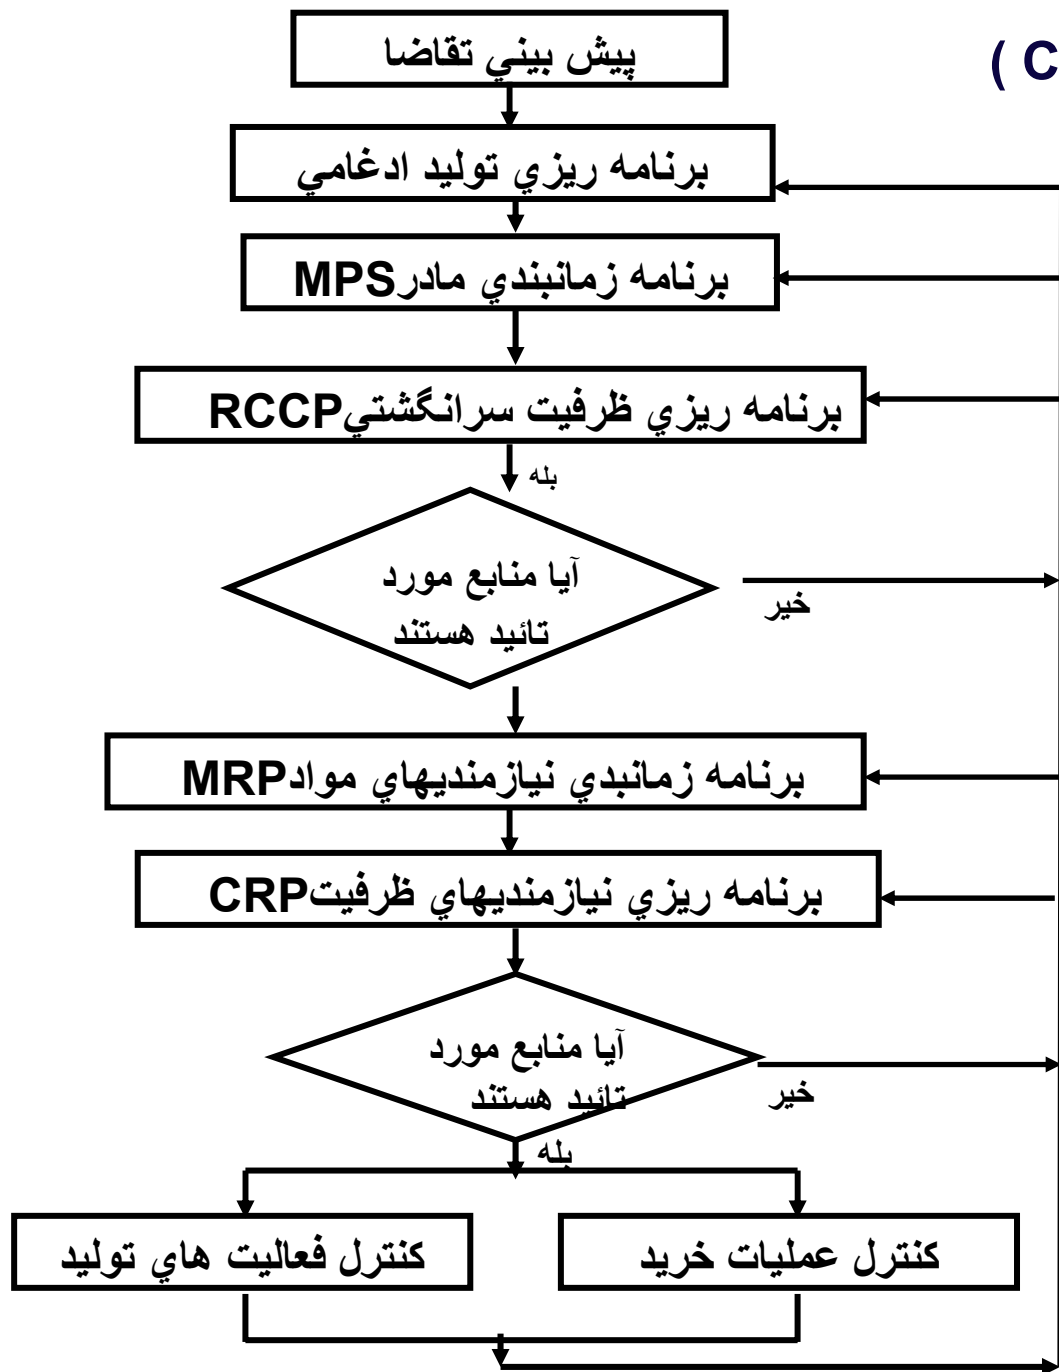 پيش بيني تقاضا
( C
برنامه ريزي توليد ادغامي
برنامه زمانبندي مادرMPS
برنامه ريزي ظرفيت سرانگشتيRCCP
بله
آيا منابع مورد
تائيد هستند
خير
برنامه زمانبدي نيازمنديهاي موادMRP
برنامه ريزي نيازمنديهاي ظرفيتCRP
آيا منابع مورد
تائيد هستند
خير
بله
كنترل عمليات خريد
كنترل فعاليت هاي توليد